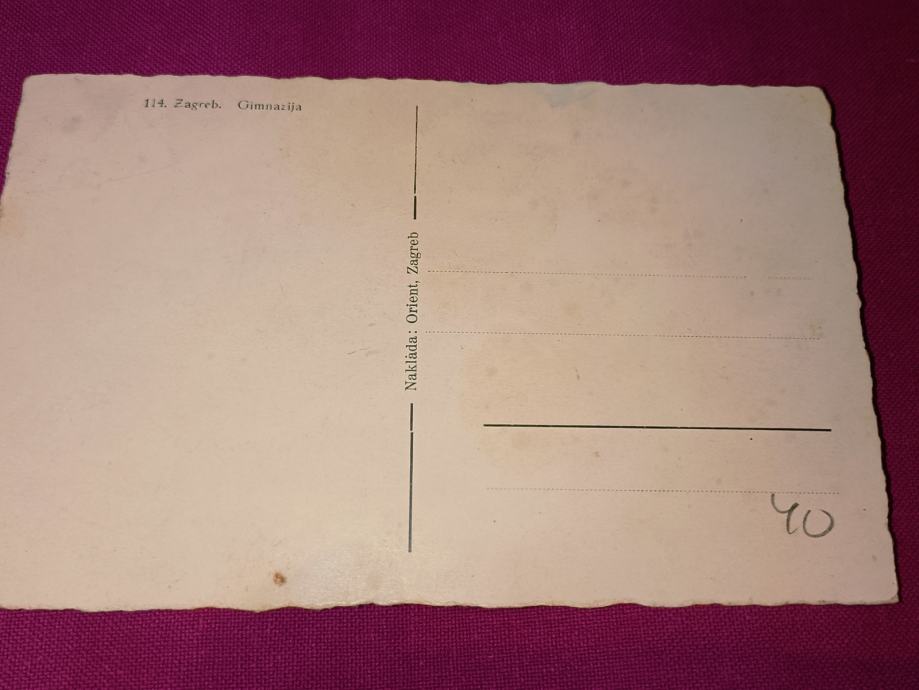 114. Zagreb. Gimnazija
Naklada: Orient, Zagreb
40